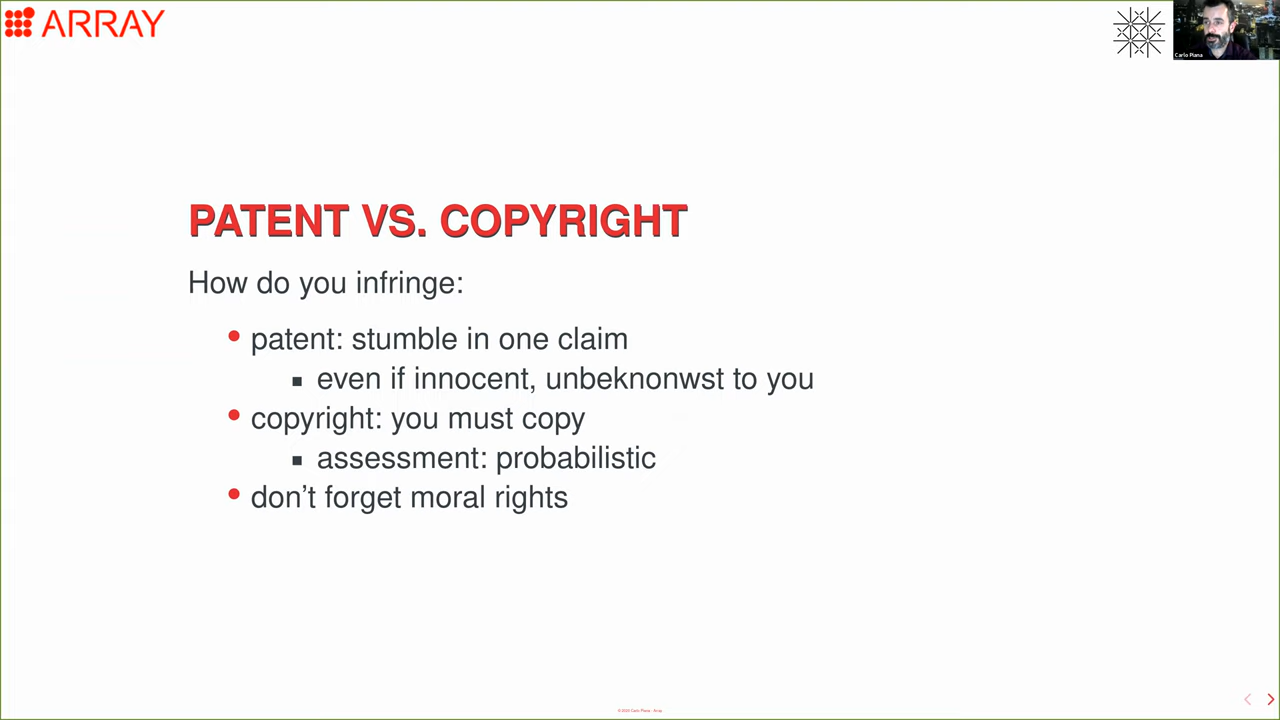 ARRAY
Carlo Piana
PATENT VS. COPYRIGHT
How do you infringe:
patent: stumble in one claim
even if innocent, unbeknonwst to you
copyright: you must copy
assessment: probabilistic
don't forget moral rights